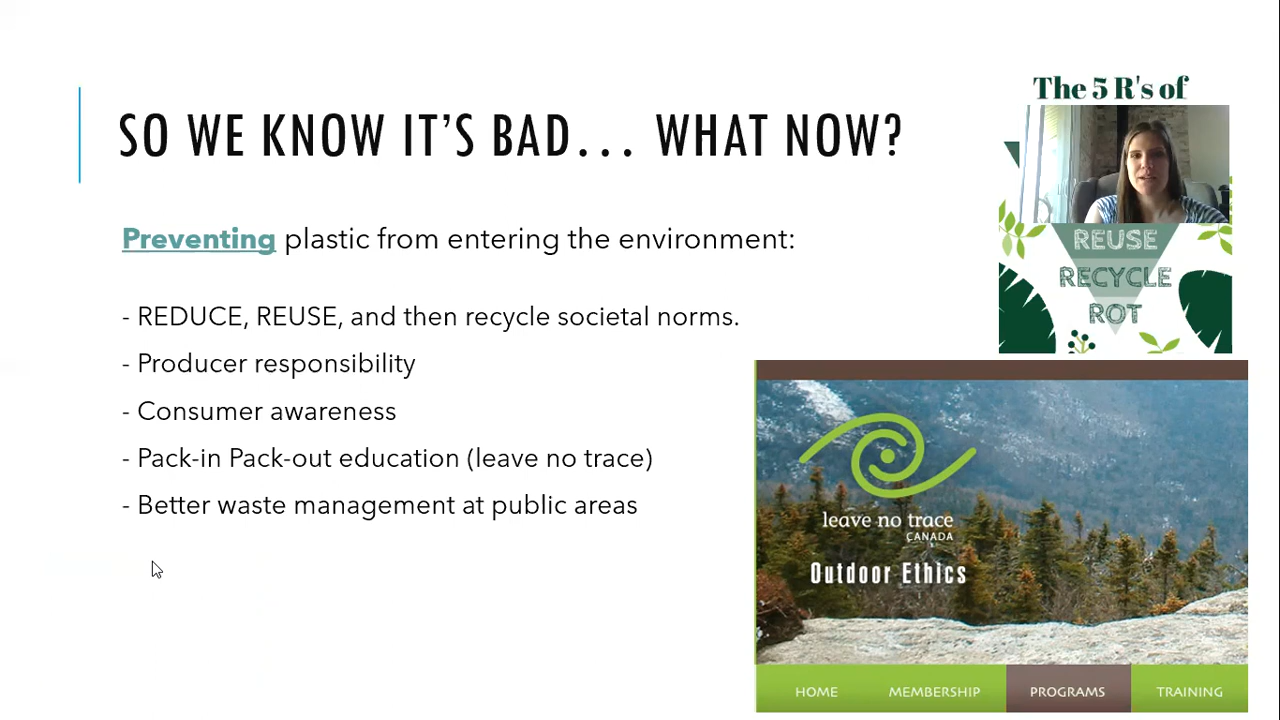 The 5 R's of
SO WE KNOW IT'S BAD... WHAT NOW?
Preventing plastic from entering the environment:
REUSE
RECYCLE
ROT
- REDUCE, REUSE, and then recycle societal norms.
- Producer responsibility
- Consumer awareness
- Pack-in Pack-out education (leave no trace)
- Better waste management at public areas
leave no trace
CANADA
Outdoor Ethics
HOME MEMBERSHIP PROGRAMS TRAINING